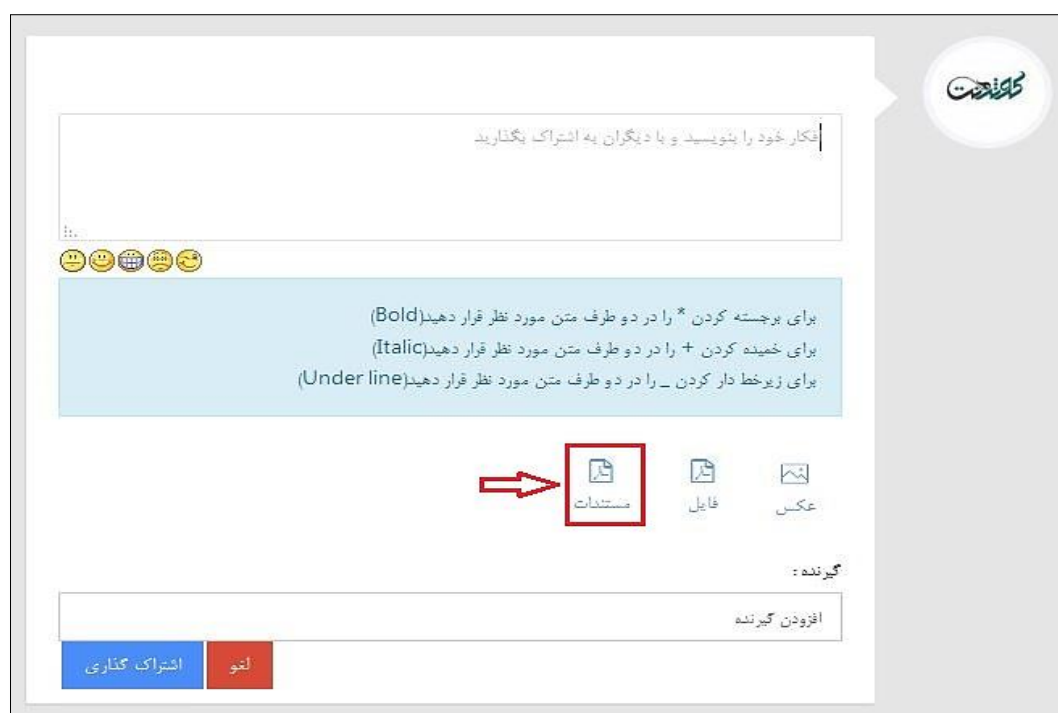 افکار خود را بنویسید و با دیگران به اشتراک بگذارید
برای برجسته کردن * را در دو طرف متن مورد نظر قرار دهید(Bold)
برای خمیده کردن + را در دو طرف متن مورد نظر قرار دهید(Italic)
برای زیرخط دار کردن _ را در دو طرف متن مورد نظر قرار دهید(Under line)
عکس فایل مستندات
گیرنده :
افزودن گیرنده
لغو اشتراک گذاری